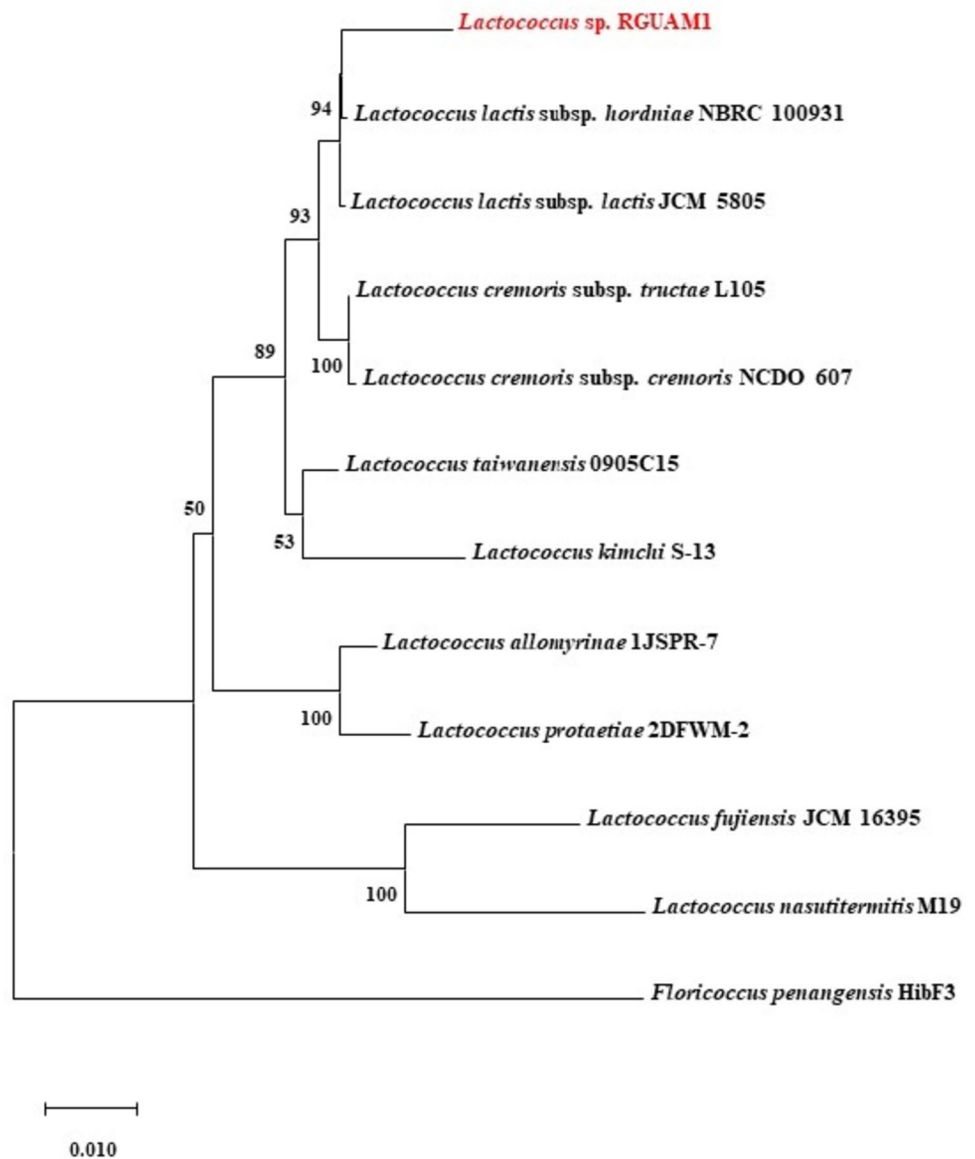 Lactococcus sp. RGUAM1
94
Lactococcus lactis subsp. hordniae NBRC 100931
Lactococcus lactis subsp. lactis JCM 5805
93
Lactococcus cremoris subsp. tructae L105
89
100
Lactococcus cremoris subsp. cremoris NCDO 607
Lactococcus taiwanensis 0905C15
50
53
Lactococcus kimchi S-13
Lactococcus allomyrinae 1JSPR-7
100
Lactococcus protaetiae 2DFWM-2
Lactococcus fujiensis JCM 16395
100
Lactococcus nasutitermitis M19
Floricoccus penangensis HibF3
0.010